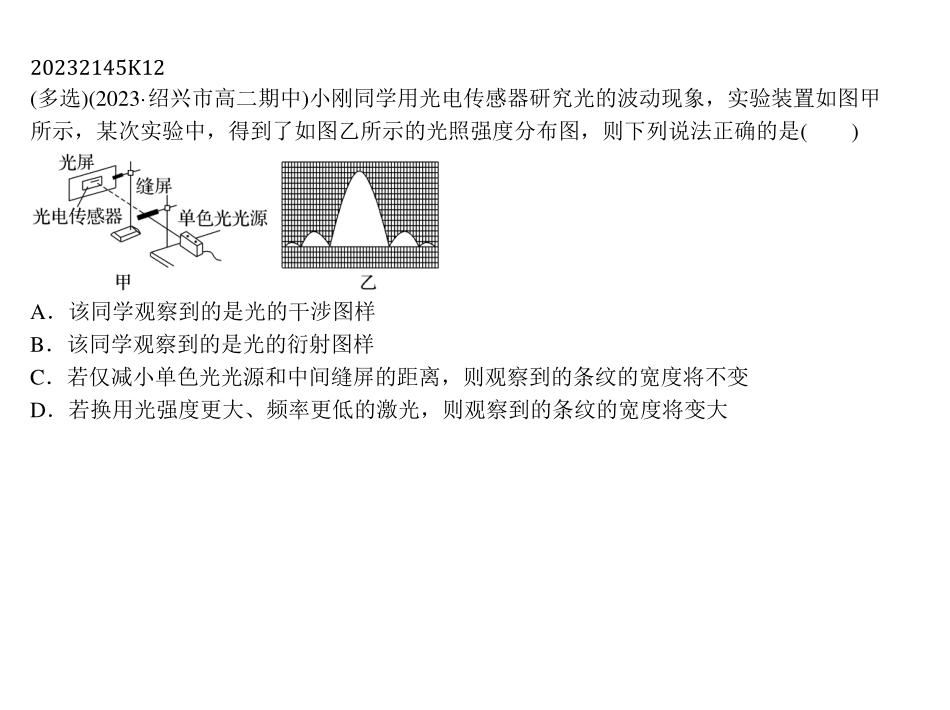 20232145K12
(多选)(2023·绍兴市高二期中)小刚同学用光电传感器研究光的波动现象，实验装置如图甲
所示，某次实验中，得到了如图乙所示的光照强度分布图，则下列说法正确的是(　　)
光屏
缝屏
光电传感器
单色光光源
甲
乙
A．该同学观察到的是光的干涉图样
B．该同学观察到的是光的衍射图样
C．若仅减小单色光光源和中间缝屏的距离，则观察到的条纹的宽度将不变
D．若换用光强度更大、频率更低的激光，则观察到的条纹的宽度将变大